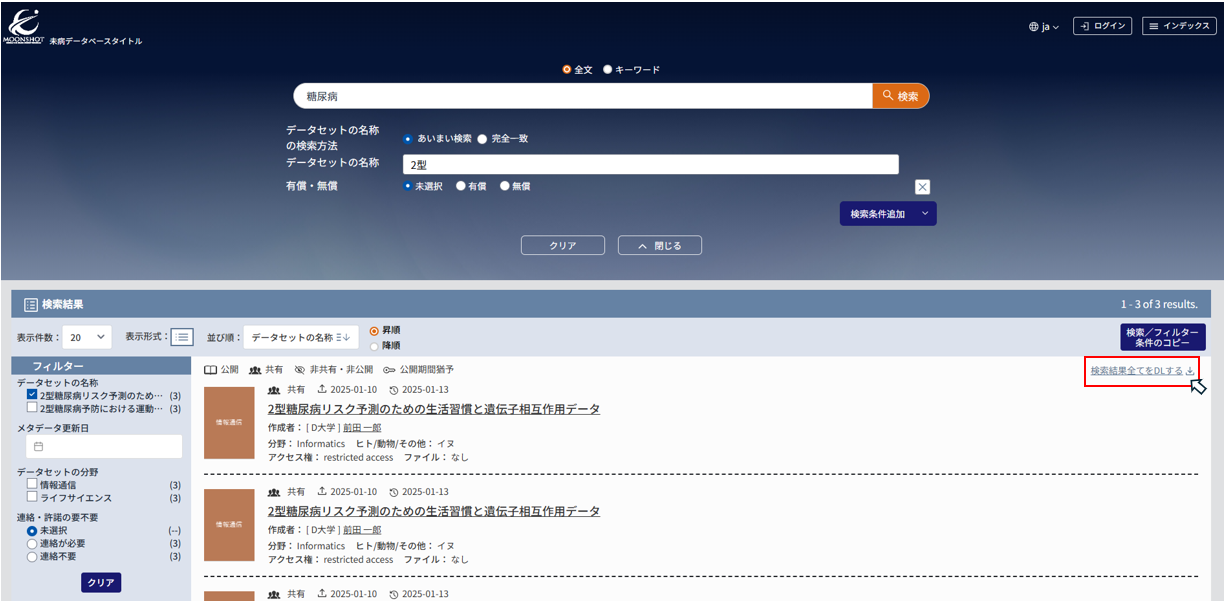 MOONSHOT 未病データベースタイトル
ja ログイン インデックス
全文 キーワード
糖尿病 検索
データセットの名称
の検索方法 あいまい検索 完全一致
データセットの名称 2型
有償・無償 未選択 有償 無償
検索条件追加
クリア 閉じる
検索結果 1 - 3 of 3 results.
表示件数： 20 表示形式： 並び順： データセットの名称 昇順
降順
検索／フィルター
条件のコピー
フィルター
データセットの名称
2型糖尿病リスク予測のため… (3)
2型糖尿病予防における運動… (3)
メタデータ更新日
データセットの分野
情報通信 (3)
ライフサイエンス (3)
連絡・許諾の要不要
未選択 (--)
連絡が必要 (3)
連絡不要 (3)
クリア
公開 共有 非共有・非公開 公開期間猶予 検索結果全てをDLする
共有 2025-01-10 2025-01-13
情報通信
2型糖尿病リスク予測のための生活習慣と遺伝子相互作用データ
作成者： [ D大学 ] 前田 一郎
分野： Informatics ヒト/動物/その他： イヌ
アクセス権： restricted access ファイル： なし
共有 2025-01-10 2025-01-13
情報通信
2型糖尿病リスク予測のための生活習慣と遺伝子相互作用データ
作成者： [ D大学 ] 前田 一郎
分野： Informatics ヒト/動物/その他： イヌ
アクセス権： restricted access ファイル： なし
共有 2025-01-10 2025-01-13